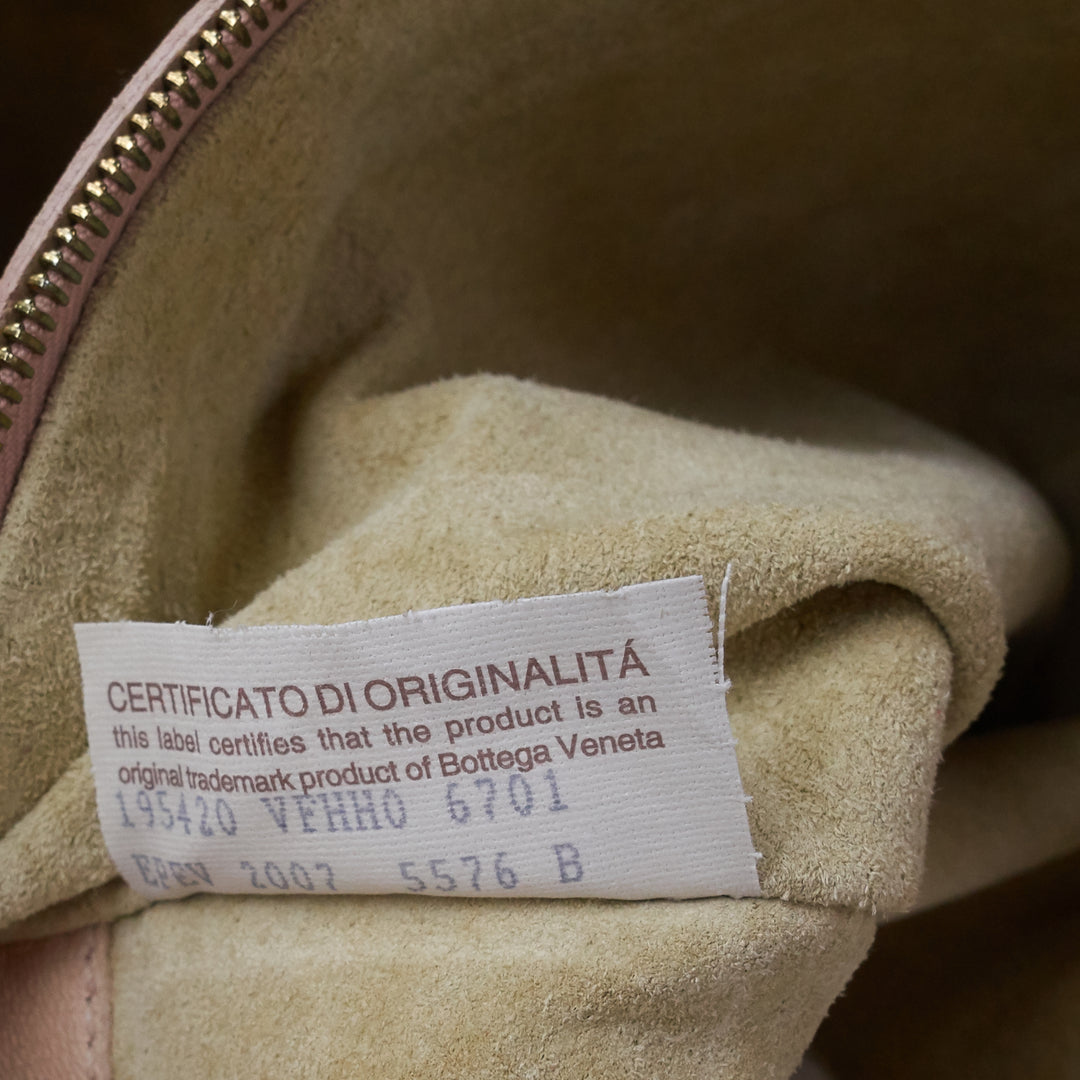 CERTIFICATO DI ORIGINALITÁ
this label certifies that the product is an
original trademark product of Bottega Veneta
195420 VFHH0 6701
2007 5576 B